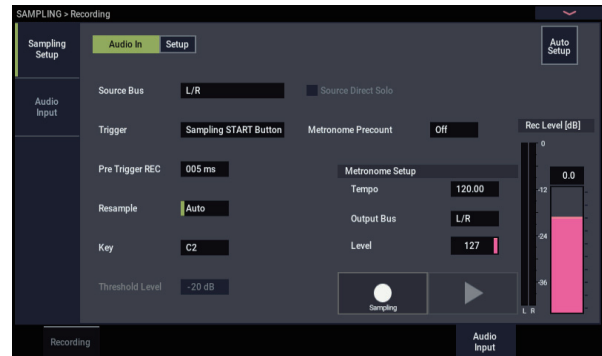 SAMPLING > Recording
Sampling
Setup
Audio In
Setup
Auto
Setup
Audio
Input
Source Bus
L/R
Source Direct Solo
Trigger
Sampling START Button
Metronome Precount
Off
Rec Level [dB]
Pre Trigger REC
005 ms
Metronome Setup
0
0.0
Tempo
120.00
-12
Resample
Auto
Output Bus
L/R
-24
Key
C2
Level
127
Threshold Level
-20 dB
-36
Sampling
L R
Recording
Audio
Input